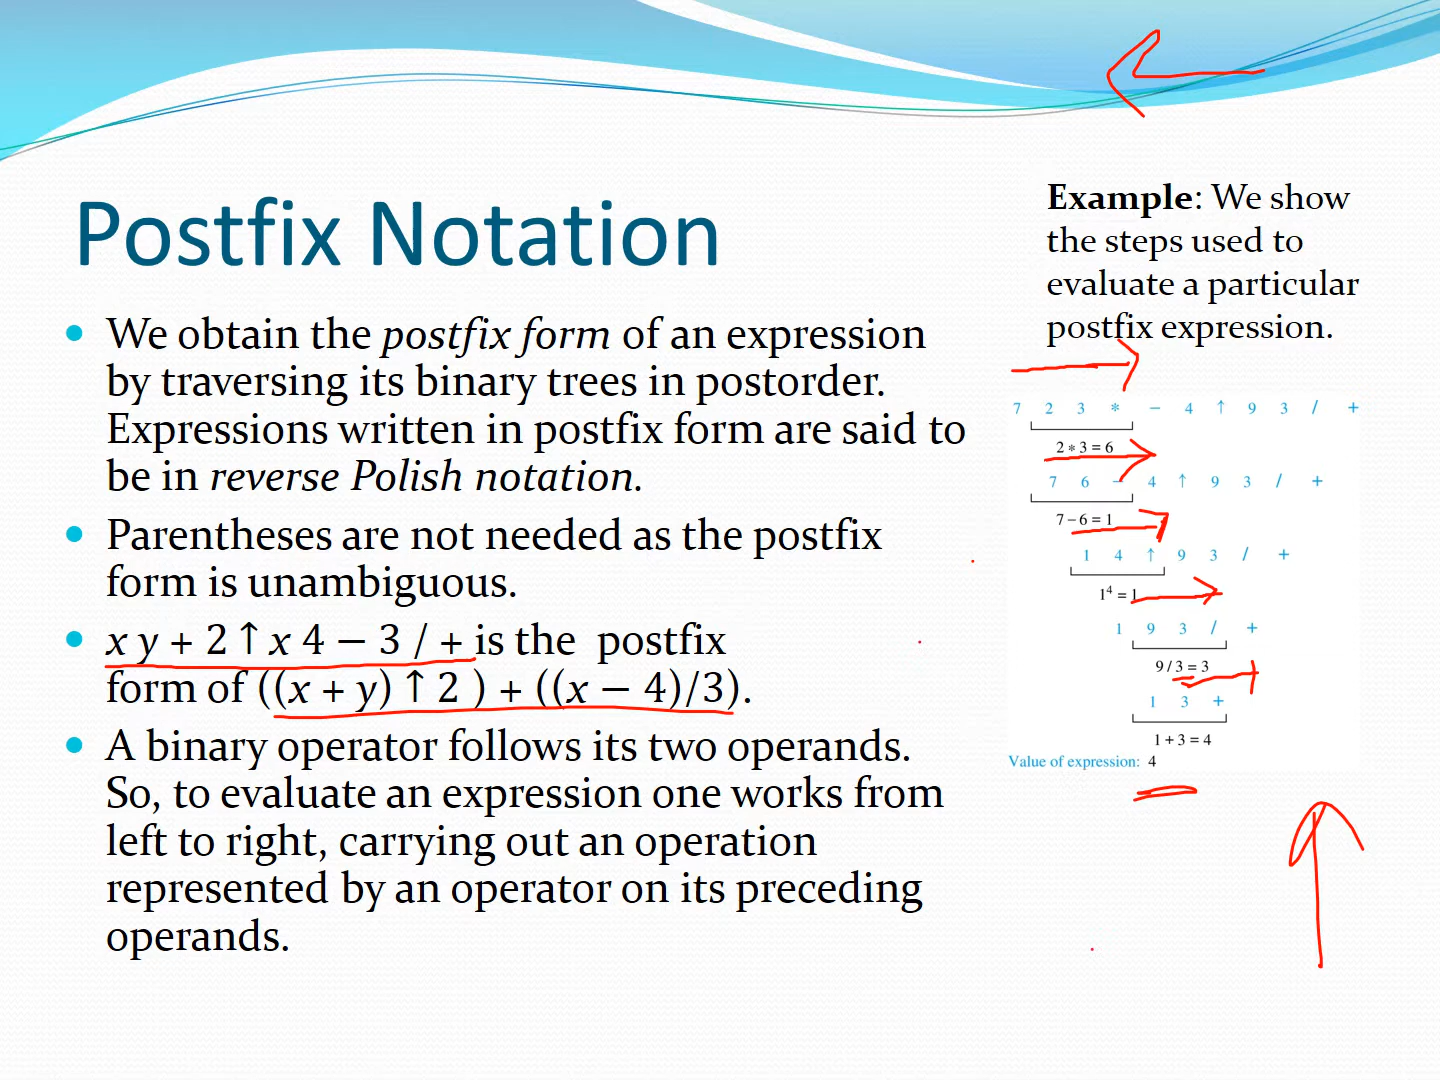 Postfix Notation
We obtain the postfix form of an expression
by traversing its binary trees in postorder.
Expressions written in postfix form are said to
be in reverse Polish notation.
Parentheses are not needed as the postfix
form is unambiguous.
x y + 2 ↑ x 4 − 3 / + is the postfix
form of ((x + y) ↑ 2 ) + ((x − 4)/3).
A binary operator follows its two operands.
So, to evaluate an expression one works from
left to right, carrying out an operation
represented by an operator on its preceding
operands.
Example: We show
the steps used to
evaluate a particular
postfix expression.
7 2 3 * − 4 ↑ 9 3 / +
2 * 3 = 6
7 6 − 4 ↑ 9 3 / +
7 − 6 = 1
1 4 ↑ 9 3 / +
1⁴ = 1
1 9 3 / +
9 / 3 = 3
1 3 +
1 + 3 = 4
Value of expression: 4